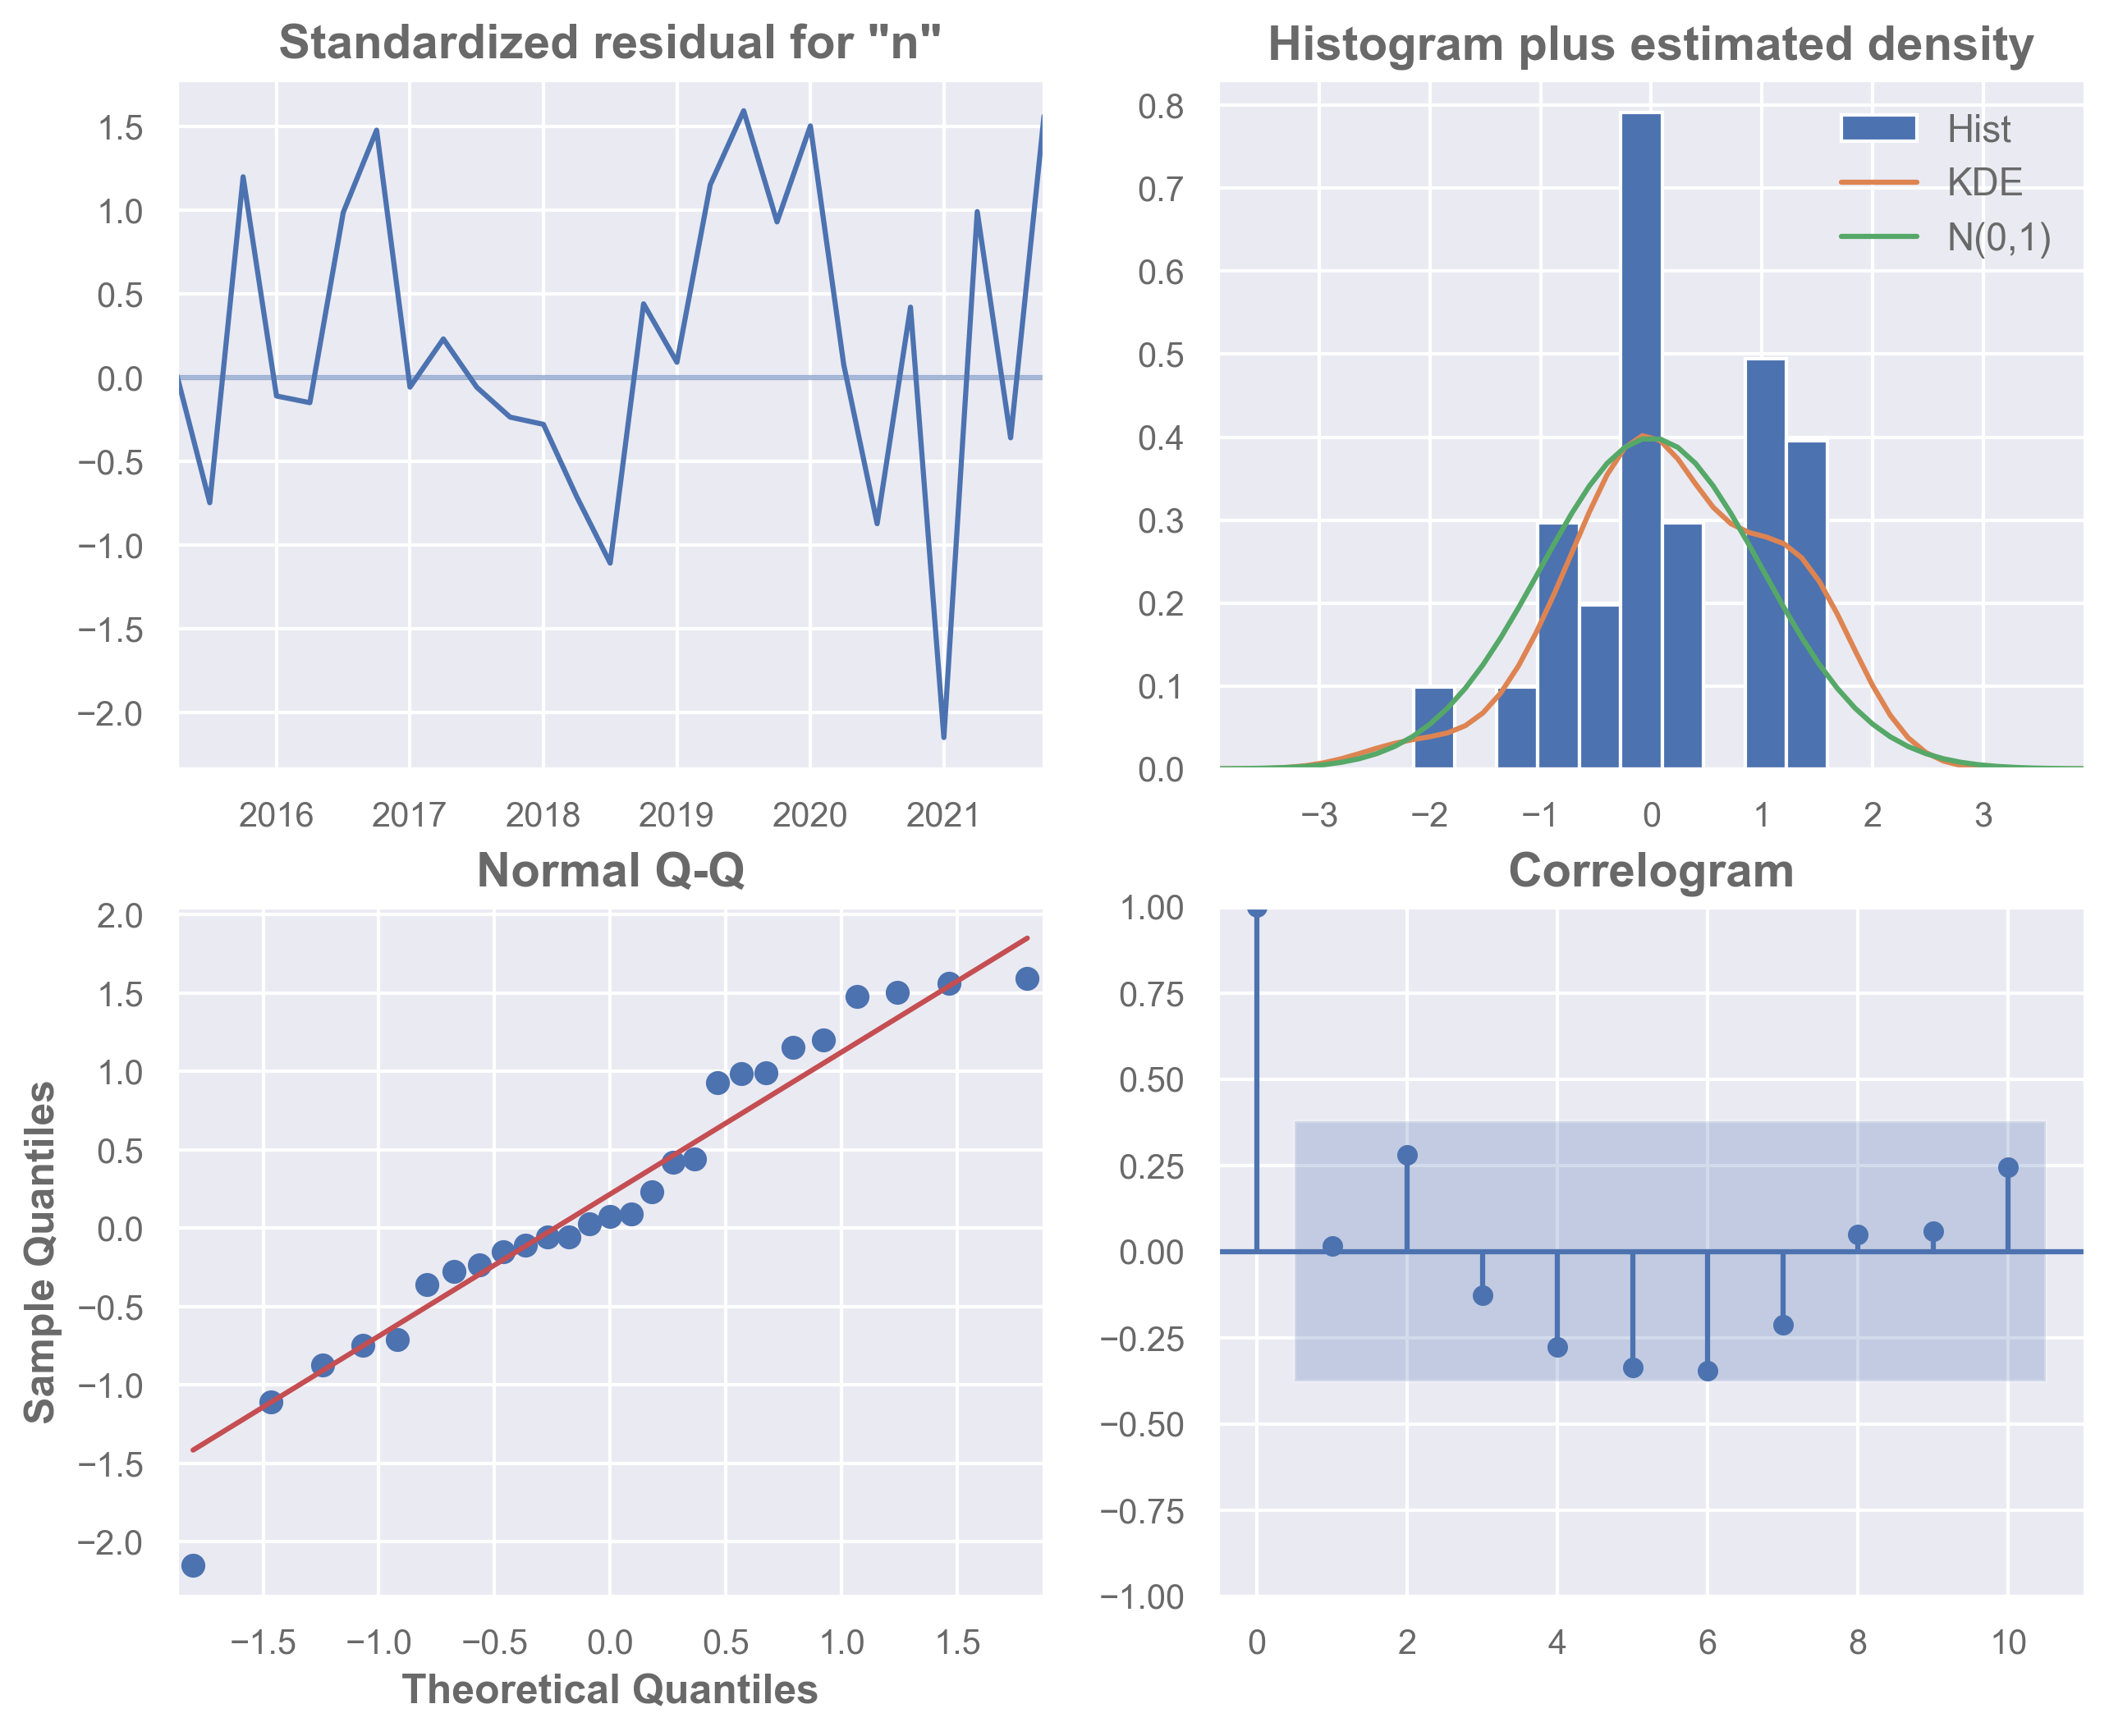 Standardized residual for "n"
1.5
1.0
0.5
0.0
−0.5
−1.0
−1.5
−2.0
2016 2017 2018 2019 2020 2021
Histogram plus estimated density
0.8
0.7
0.6
0.5
0.4
0.3
0.2
0.1
0.0
−3 −2 −1 0 1 2 3
Hist
KDE
N(0,1)
Normal Q-Q
Sample Quantiles
2.0
1.5
1.0
0.5
0.0
−0.5
−1.0
−1.5
−2.0
−1.5 −1.0 −0.5 0.0 0.5 1.0 1.5
Theoretical Quantiles
Correlogram
1.00
0.75
0.50
0.25
0.00
−0.25
−0.50
−0.75
−1.00
0 2 4 6 8 10